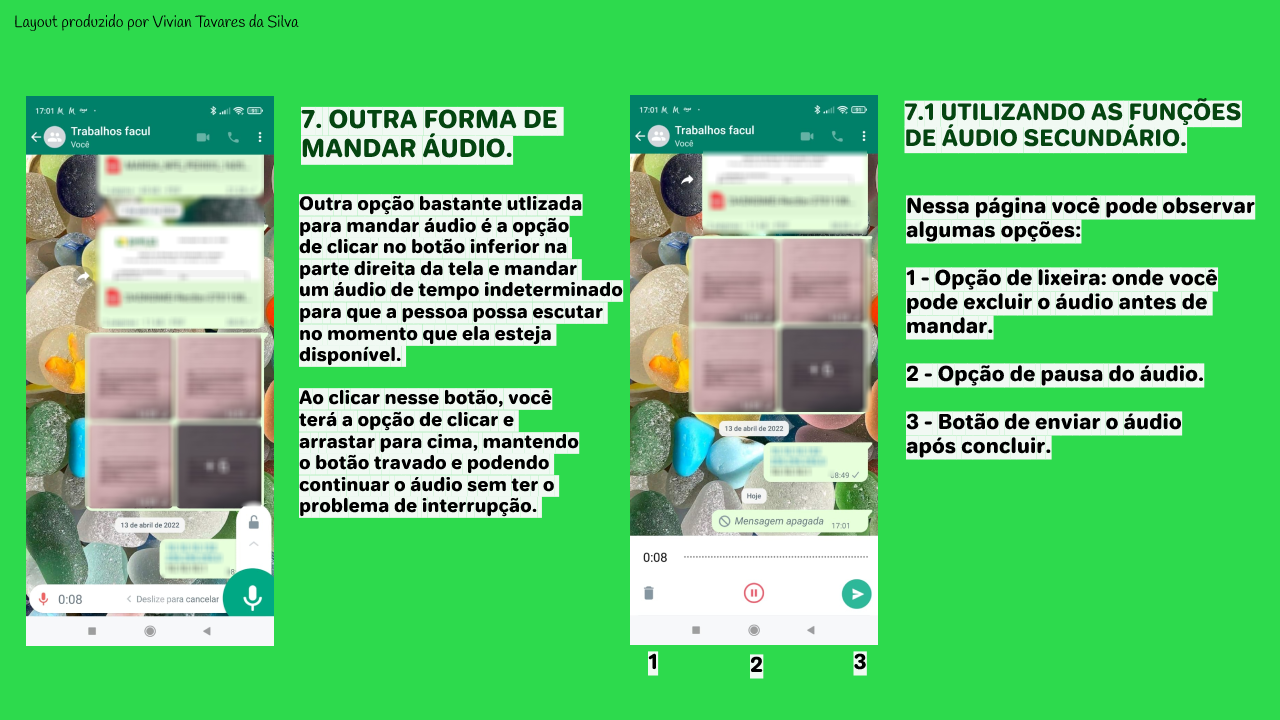 Layout produzido por Vivian Tavares da Silva
17:01
Trabalhos facul
Você
13 de abril de 2022
0:08
Deslize para cancelar
7. OUTRA FORMA DE
MANDAR ÁUDIO.
Outra opção bastante utlizada
para mandar áudio é a opção
de clicar no botão inferior na
parte direita da tela e mandar
um áudio de tempo indeterminado
para que a pessoa possa escutar
no momento que ela esteja
disponível.
Ao clicar nesse botão, você
terá a opção de clicar e
arrastar para cima, mantendo
o botão travado e podendo
continuar o áudio sem ter o
problema de interrupção.
17:01
Trabalhos facul
Você
13 de abril de 2022
8:49
Hoje
Mensagem apagada
17:01
0:08
1
2
3
7.1 UTILIZANDO AS FUNÇÕES
DE ÁUDIO SECUNDÁRIO.
Nessa página você pode observar
algumas opções:
1 - Opção de lixeira: onde você
pode excluir o áudio antes de
mandar.
2 - Opção de pausa do áudio.
3 - Botão de enviar o áudio
após concluir.